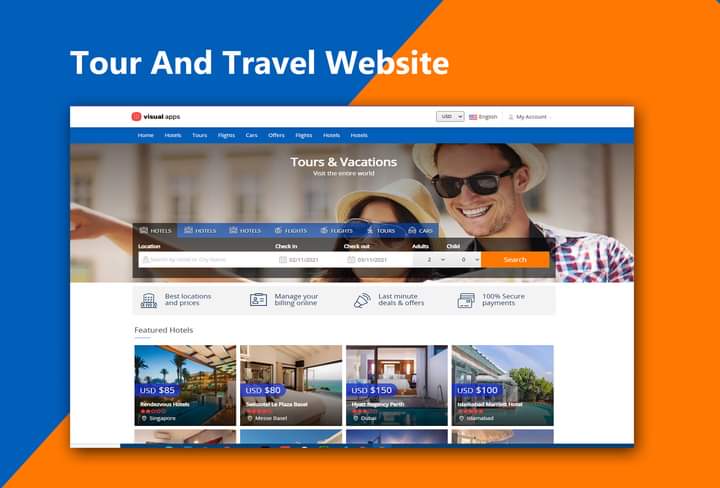 Tour And Travel Website
visual apps
USD
English
My Account
Home Hotels Tours Flights Cars Offers Flights Hotels Hotels
Tours & Vacations
Visit the entire world
HOTELS HOTELS HOTELS FLIGHTS FLIGHTS TOURS CARS
Location Check in Check out Adults Child
Search by Hotel or City Name 02/11/2021 03/11/2021 2 0 Search
Best locations and prices
Manage your billing online
Last minute deals & offers
100% Secure payments
Featured Hotels
USD $85
Rendezvous Hotels
Singapore
USD $80
Swissotel Le Plaza Basel
Messe Basel
USD $150
Hyatt Regency Perth
Dubai
USD $100
Islamabad Marriott Hotel
Islamabad